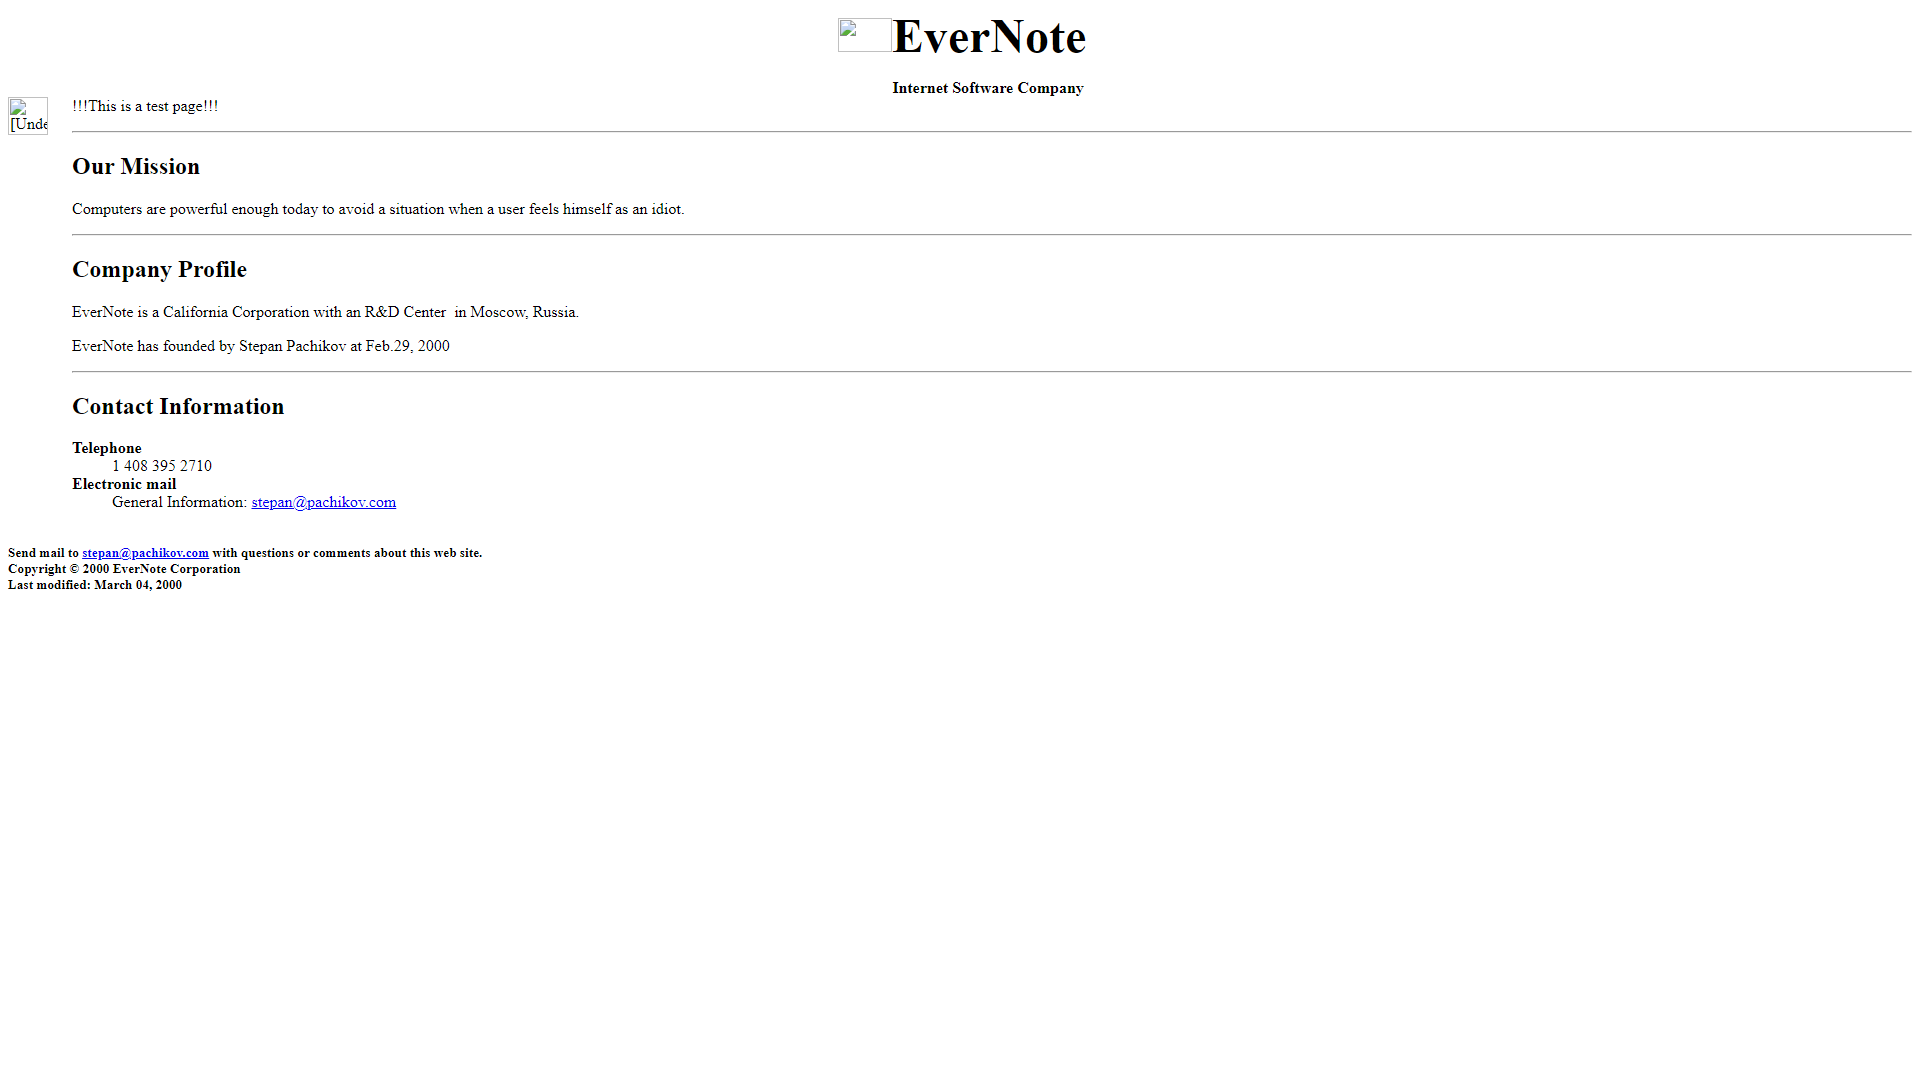 EverNote
Internet Software Company
[Unde
!!!This is a test page!!!
Our Mission
Computers are powerful enough today to avoid a situation when a user feels himself as an idiot.
Company Profile
EverNote is a California Corporation with an R&D Center  in Moscow, Russia.
EverNote has founded by Stepan Pachikov at Feb.29, 2000
Contact Information
Telephone
1 408 395 2710
Electronic mail
General Information: stepan@pachikov.com
Send mail to stepan@pachikov.com with questions or comments about this web site.
Copyright © 2000 EverNote Corporation
Last modified: March 04, 2000